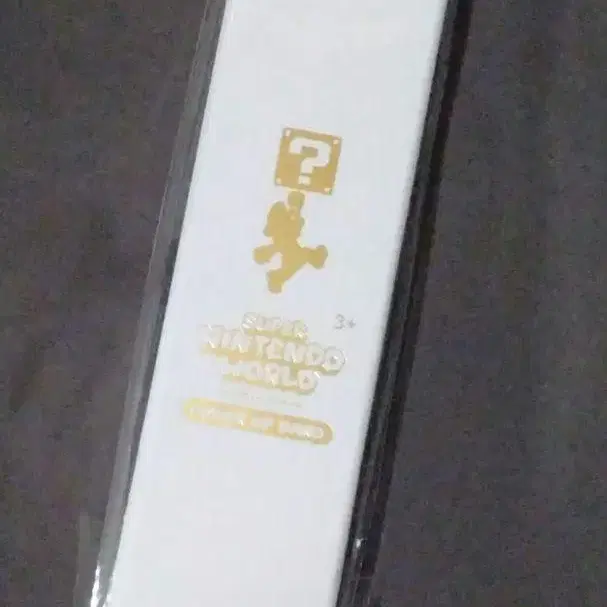 ?
3+
SUPER
NINTENDO
WORLD
POWER-UP BAND